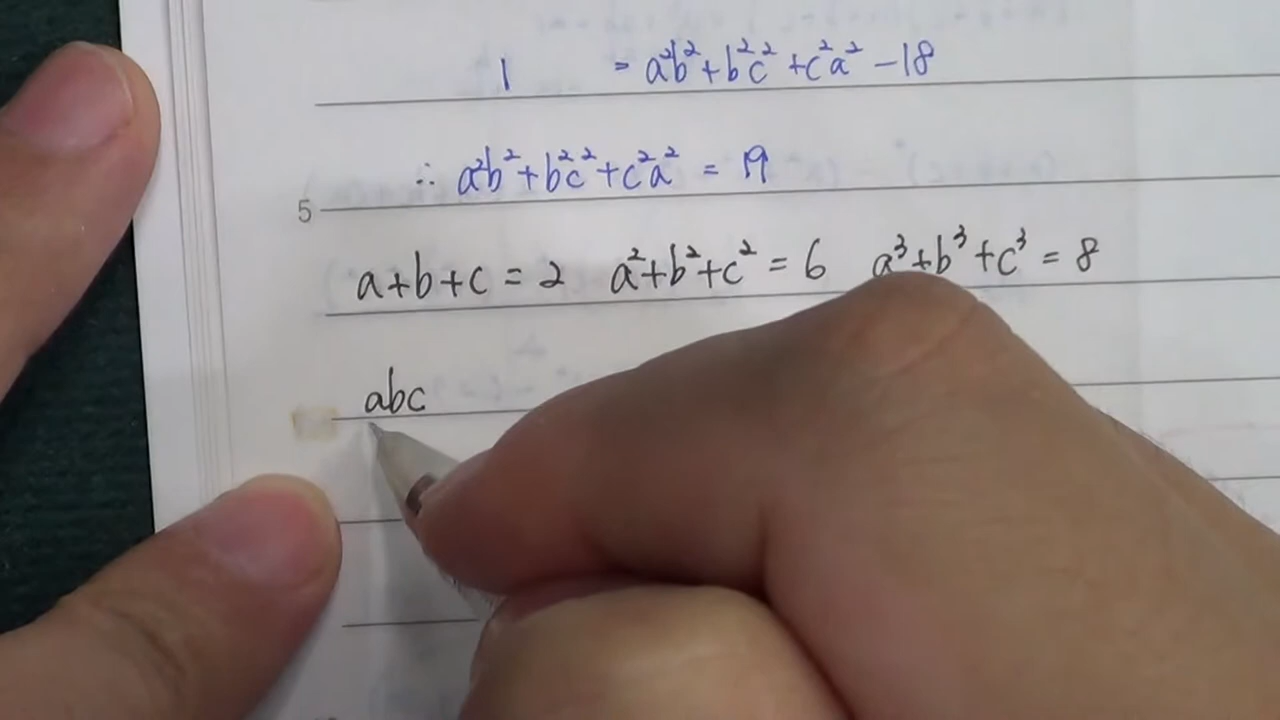 1 = a²b² + b²c² + c²a² - 18
∴ a²b² + b²c² + c²a² = 19
5
a+b+c = 2 a²+b²+c² = 6 a³+b³+c³ = 8
abc